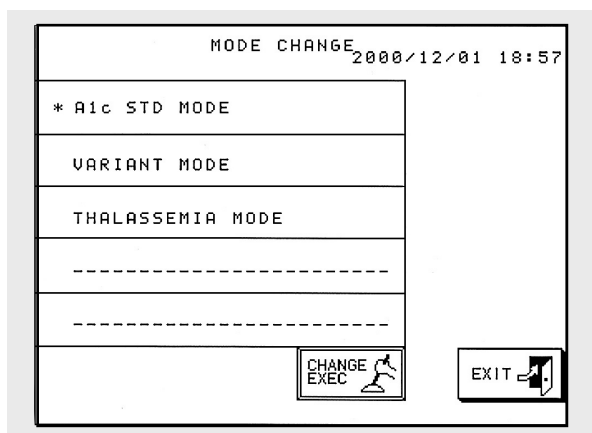 MODE CHANGE
2000/12/01 18:57
* A1c STD MODE
VARIANT MODE
THALASSEMIA MODE
-------------------------
-------------------------
CHANGE
EXEC
EXIT